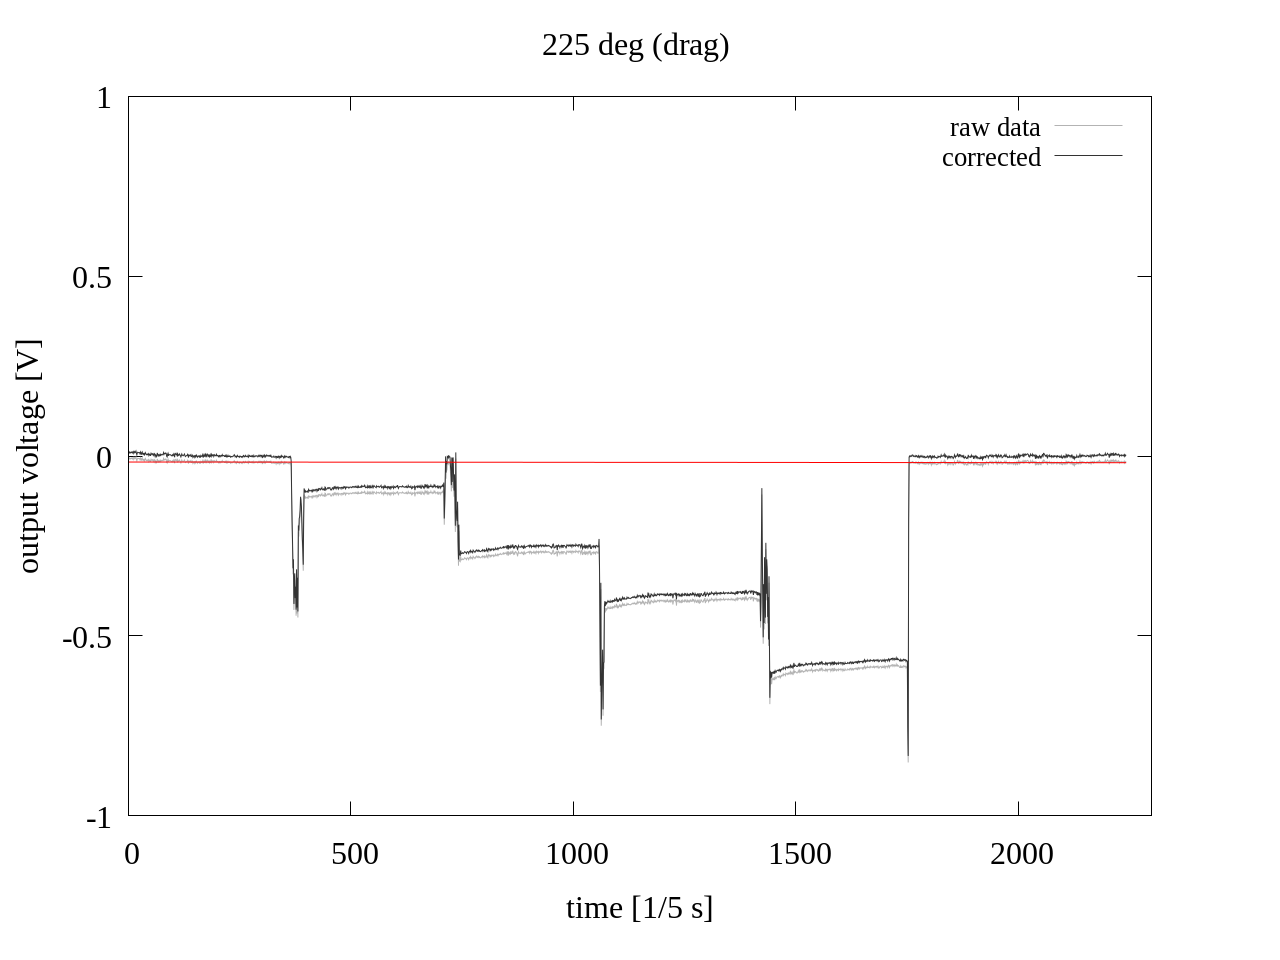 225 deg (drag)
1
raw data
corrected
0.5
0
-0.5
-1
output voltage [V]
0 500 1000 1500 2000
time [1/5 s]